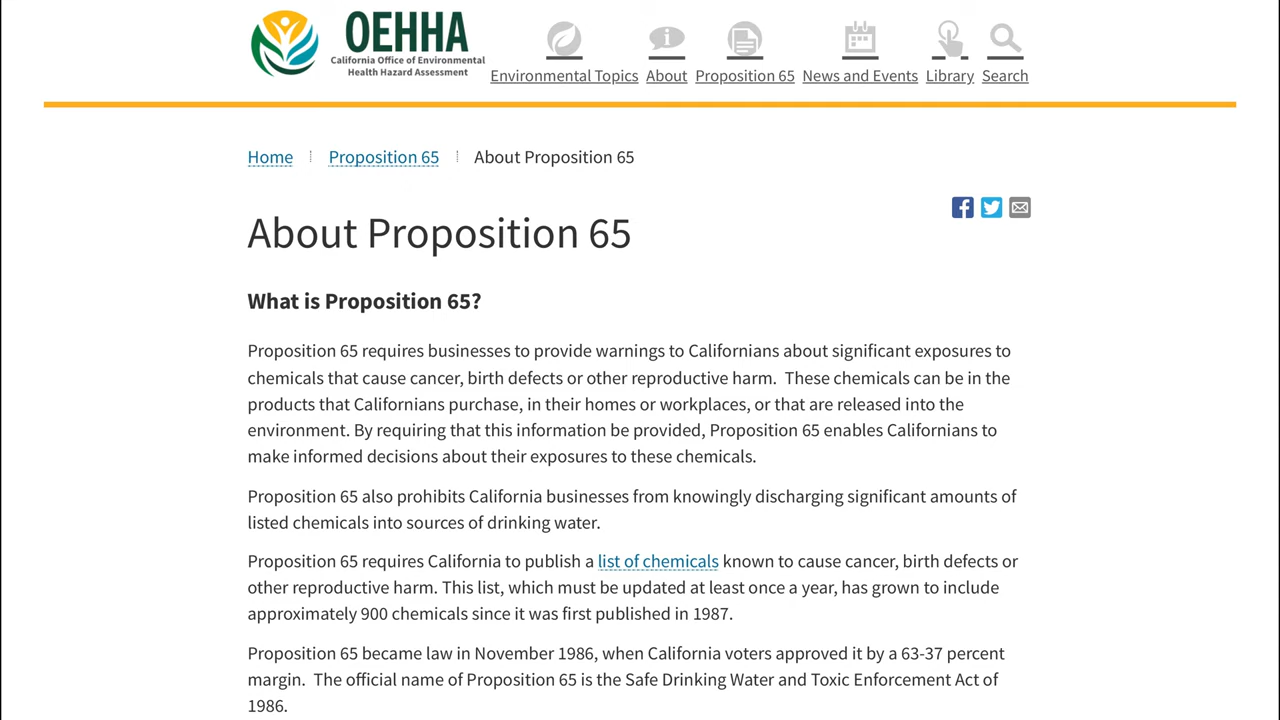 OEHHA
California Office of Environmental
Health Hazard Assessment
Environmental Topics About Proposition 65 News and Events Library Search
Home Proposition 65 About Proposition 65
About Proposition 65
What is Proposition 65?
Proposition 65 requires businesses to provide warnings to Californians about significant exposures to
chemicals that cause cancer, birth defects or other reproductive harm.  These chemicals can be in the
products that Californians purchase, in their homes or workplaces, or that are released into the
environment. By requiring that this information be provided, Proposition 65 enables Californians to
make informed decisions about their exposures to these chemicals.
Proposition 65 also prohibits California businesses from knowingly discharging significant amounts of
listed chemicals into sources of drinking water.
Proposition 65 requires California to publish a list of chemicals known to cause cancer, birth defects or
other reproductive harm. This list, which must be updated at least once a year, has grown to include
approximately 900 chemicals since it was first published in 1987.
Proposition 65 became law in November 1986, when California voters approved it by a 63-37 percent
margin.  The official name of Proposition 65 is the Safe Drinking Water and Toxic Enforcement Act of
1986.